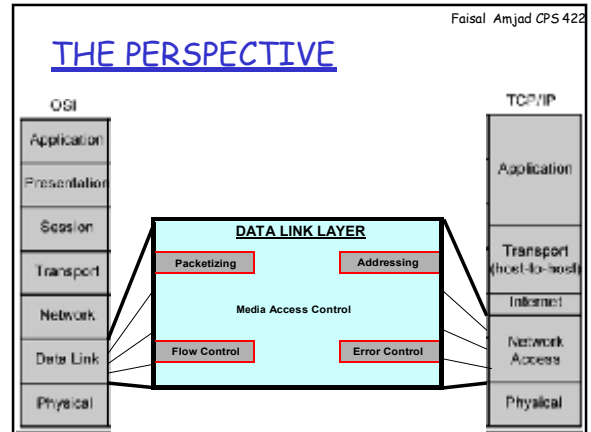 Faisal Amjad CPS 422
THE PERSPECTIVE
OSI
Application
Presentation
Session
Transport
Network
Data Link
Physical
DATA LINK LAYER
Packetizing
Addressing
Media Access Control
Flow Control
Error Control
TCP/IP
Application
Transport
(host-to-host)
Internet
Network
Access
Physical